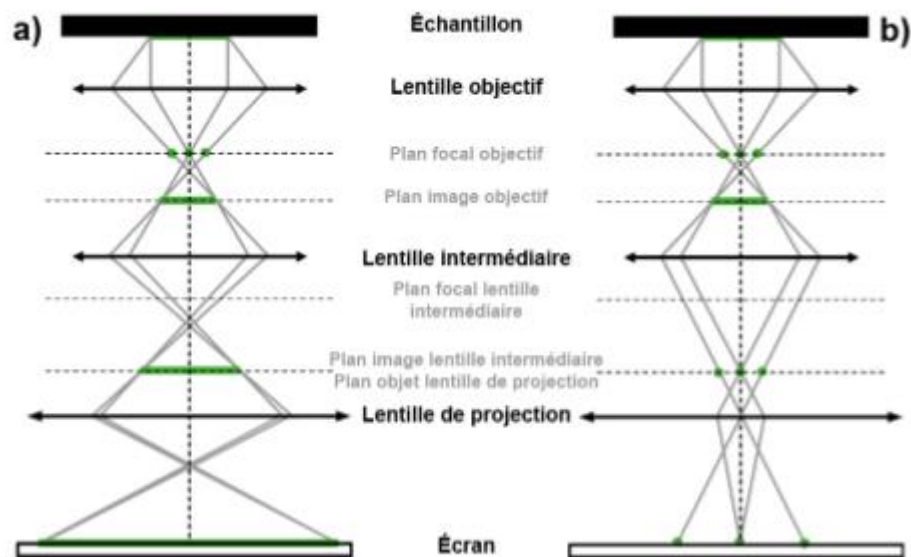 a)
Échantillon
b)
Lentille objectif
Plan focal objectif
Plan image objectif
Lentille intermédiaire
Plan focal lentille
intermédiaire
Plan image lentille intermédiaire
Plan objet lentille de projection
Lentille de projection
Écran